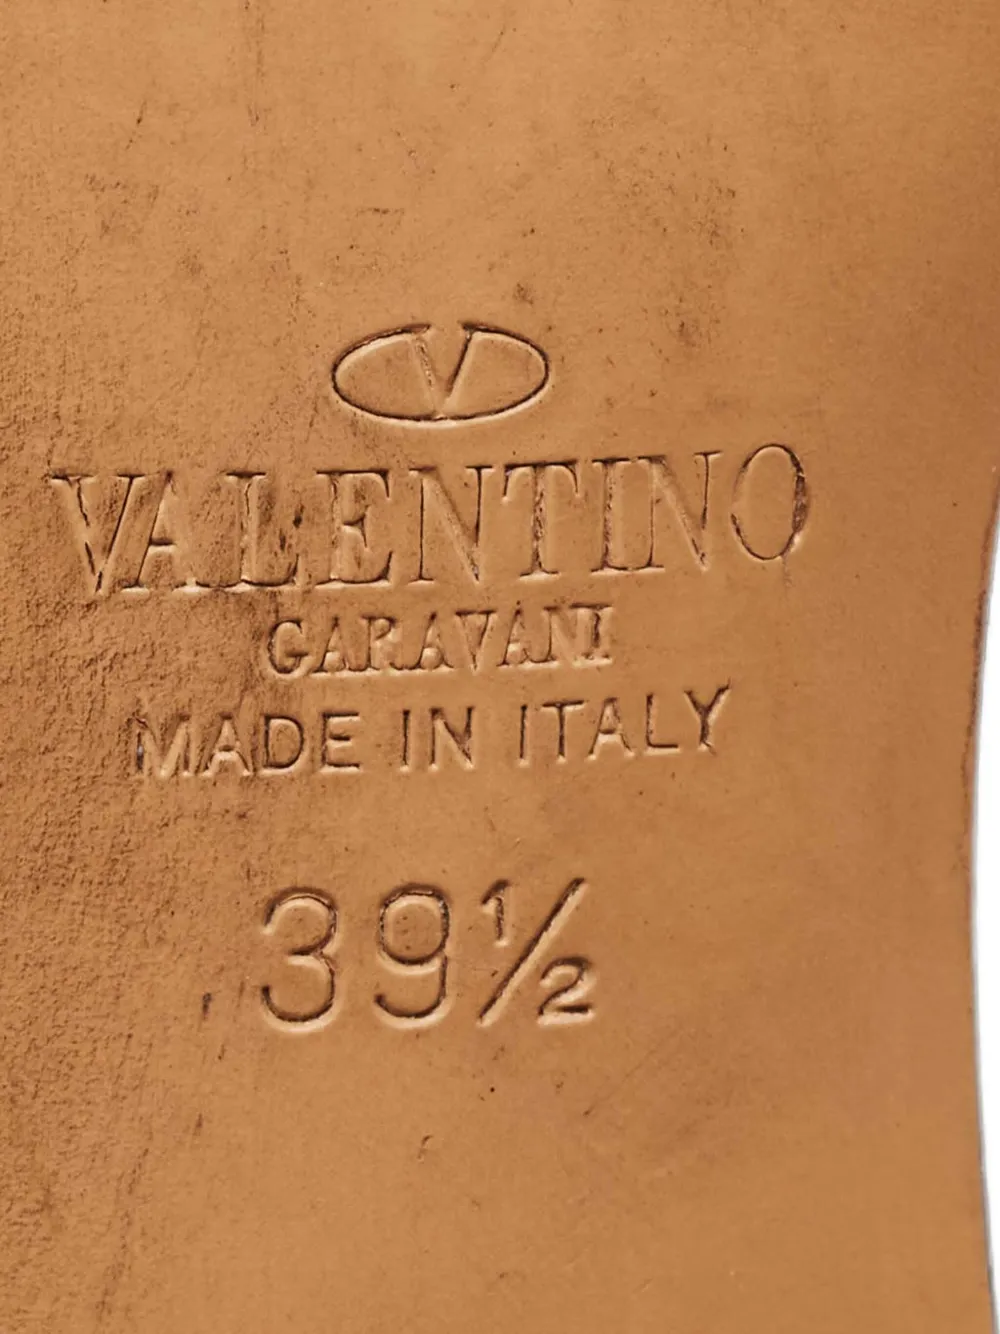 V
VALENTINO
GARAVANI
MADE IN ITALY
39½